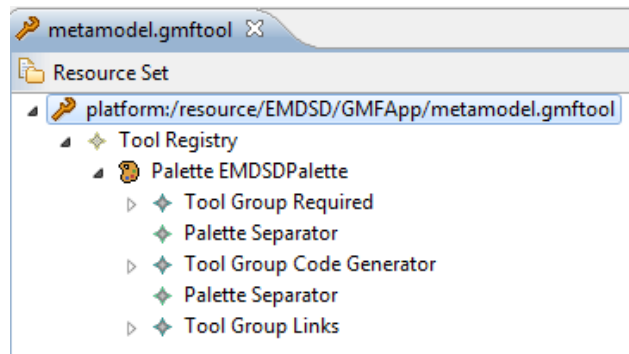 metamodel.gmftool
Resource Set
platform:/resource/EMDSD/GMFApp/metamodel.gmftool
Tool Registry
Palette EMDSDPalette
Tool Group Required
Palette Separator
Tool Group Code Generator
Palette Separator
Tool Group Links